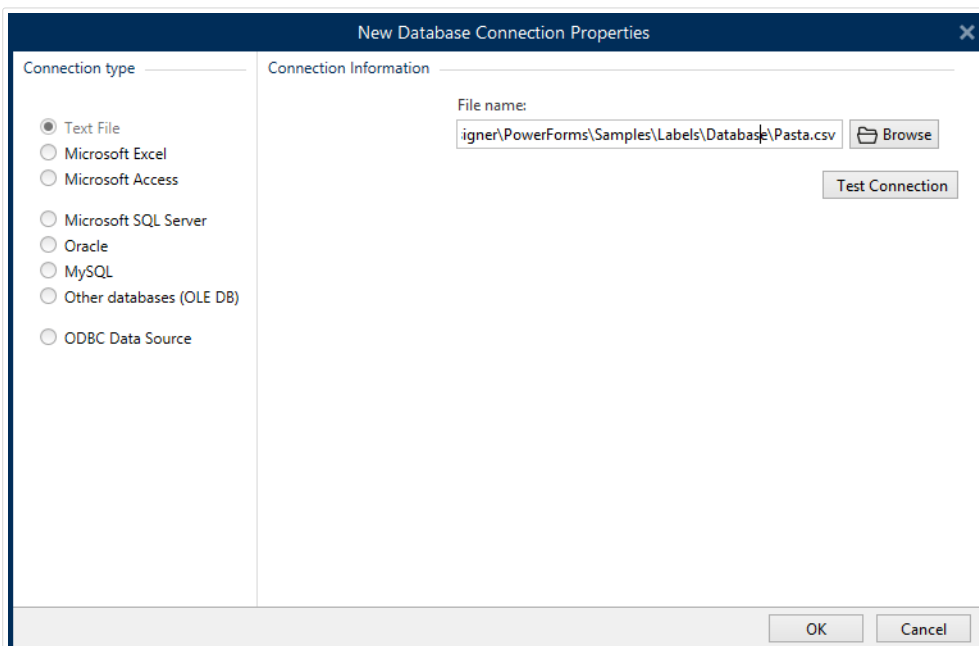 New Database Connection Properties
Connection type
Connection Information
Text File
Microsoft Excel
Microsoft Access
Microsoft SQL Server
Oracle
MySQL
Other databases (OLE DB)
ODBC Data Source
File name:
igner\PowerForms\Samples\Labels\Database\Pasta.csv
Browse
Test Connection
OK
Cancel